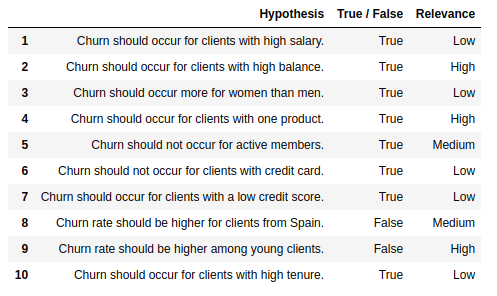 Hypothesis True / False Relevance
1 Churn should occur for clients with high salary. True Low
2 Churn should occur for clients with high balance. True High
3 Churn should occur more for women than men. True Low
4 Churn should occur for clients with one product. True High
5 Churn should not occur for active members. True Medium
6 Churn should not occur for clients with credit card. True Low
7 Churn should occur for clients with a low credit score. True Low
8 Churn rate should be higher for clients from Spain. False Medium
9 Churn rate should be higher among young clients. False High
10 Churn should occur for clients with high tenure. True Low